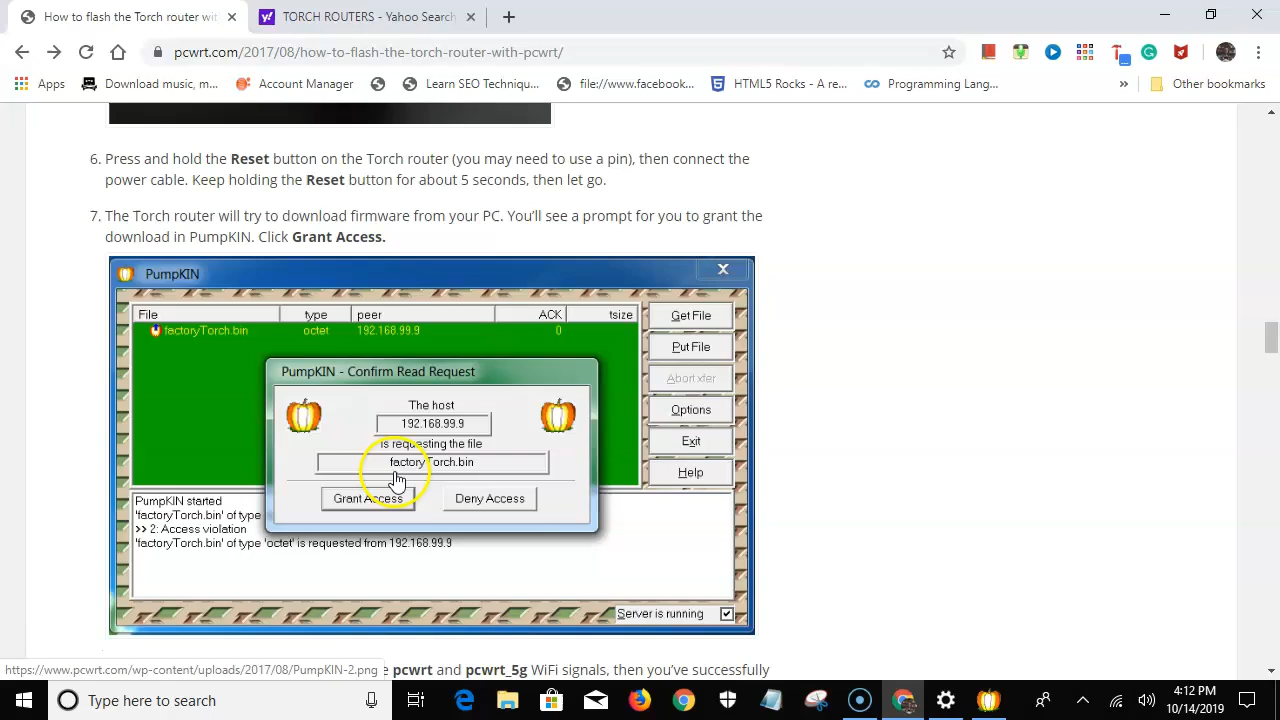 How to flash the Torch router wit
TORCH ROUTERS - Yahoo Search
pcwrt.com/2017/08/how-to-flash-the-torch-router-with-pcwrt/
Apps
Download music, m...
Account Manager
Learn SEO Techniqu...
file://www.facebook...
HTML5 Rocks - A re...
Programming Lang...
»
Other bookmarks
6. Press and hold the Reset button on the Torch router (you may need to use a pin), then connect the
power cable. Keep holding the Reset button for about 5 seconds, then let go.
7. The Torch router will try to download firmware from your PC. You'll see a prompt for you to grant the
download in PumpKIN. Click Grant Access.
PumpKIN
File type peer ACK tsize
factoryTorch.bin octet 192.168.99.9 0
Get File
Put File
Abort xfer
Options
Exit
Help
PumpKIN - Confirm Read Request
The host
192.168.99.9
is requesting the file
factoryTorch.bin
Grant Access
Deny Access
PumpKIN started
'factoryTorch.bin' of type
>> 2: Access violation
'factoryTorch.bin' of type 'octet' is requested from 192.168.99.9
Server is running
https://www.pcwrt.com/wp-content/uploads/2017/08/PumpKIN-2.png
pcwrt and pcwrt_5g WiFi signals, then you've successfully
Type here to search
4:12 PM
10/14/2019